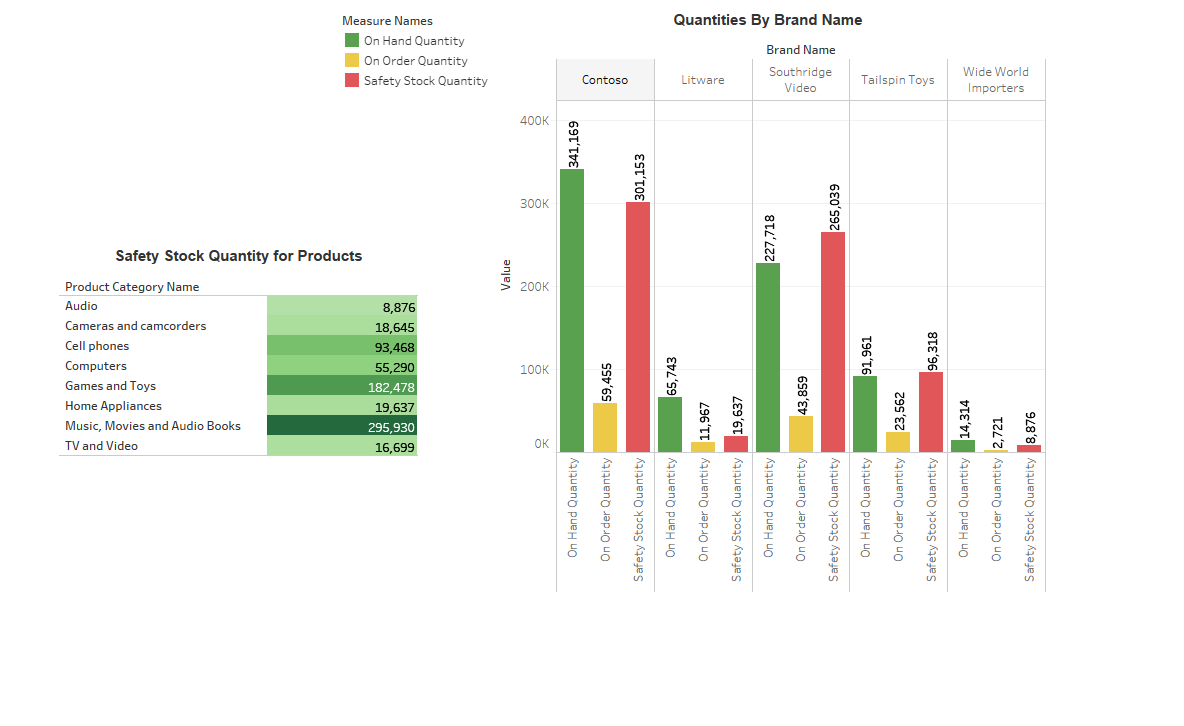 Measure Names
On Hand Quantity
On Order Quantity
Safety Stock Quantity
Safety Stock Quantity for Products
Product Category Name
Audio 8,876
Cameras and camcorders 18,645
Cell phones 93,468
Computers 55,290
Games and Toys 182,478
Home Appliances 19,637
Music, Movies and Audio Books 295,930
TV and Video 16,699
Quantities By Brand Name
Brand Name
Contoso
Litware
Southridge
Video
Tailspin Toys
Wide World
Importers
Value
400K
300K
200K
100K
0K
341,169
59,455
301,153
65,743
11,967
19,637
227,718
43,859
265,039
91,961
23,562
96,318
14,314
2,721
8,876
On Hand Quantity
On Order Quantity
Safety Stock Quantity
On Hand Quantity
On Order Quantity
Safety Stock Quantity
On Hand Quantity
On Order Quantity
Safety Stock Quantity
On Hand Quantity
On Order Quantity
Safety Stock Quantity
On Hand Quantity
On Order Quantity
Safety Stock Quantity